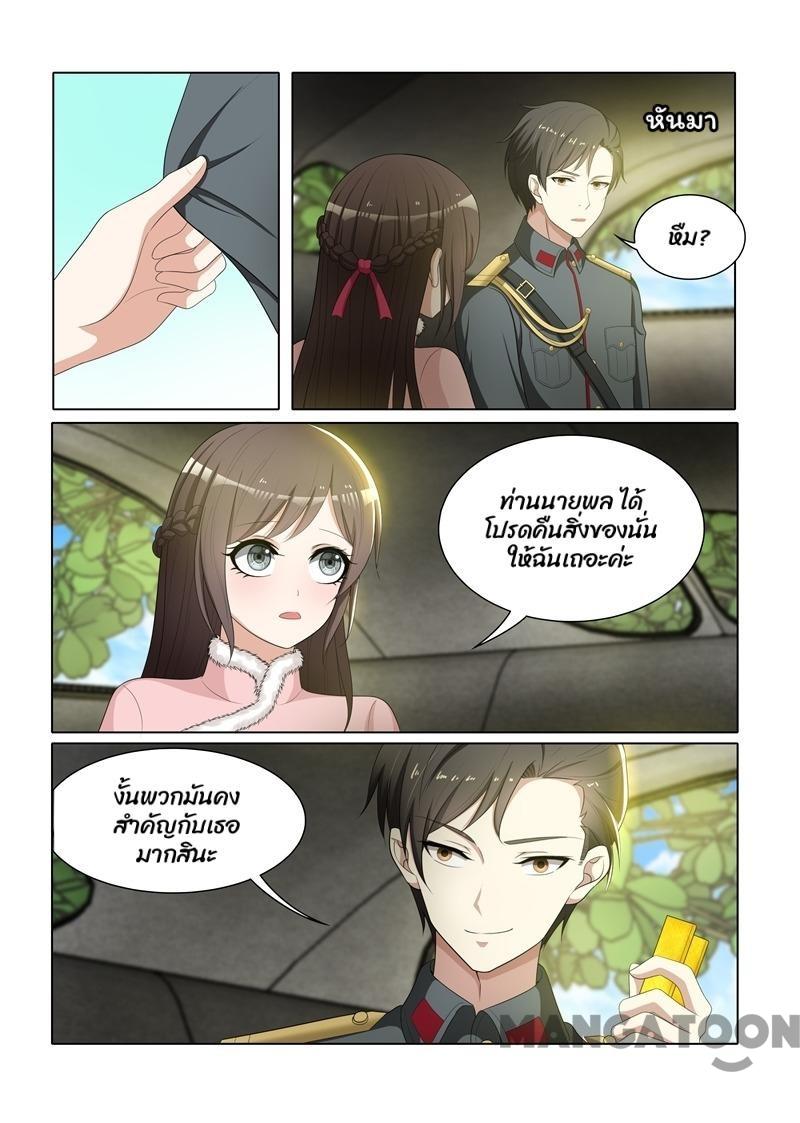 หันมา
หืม?
ท่านนายพล ได้
โปรดคืนสิ่งของนั่น
ให้ฉันเถอะค่ะ
งั้นพวกมันคง
สำคัญกับเธอ
มากสินะ
MANGATOON